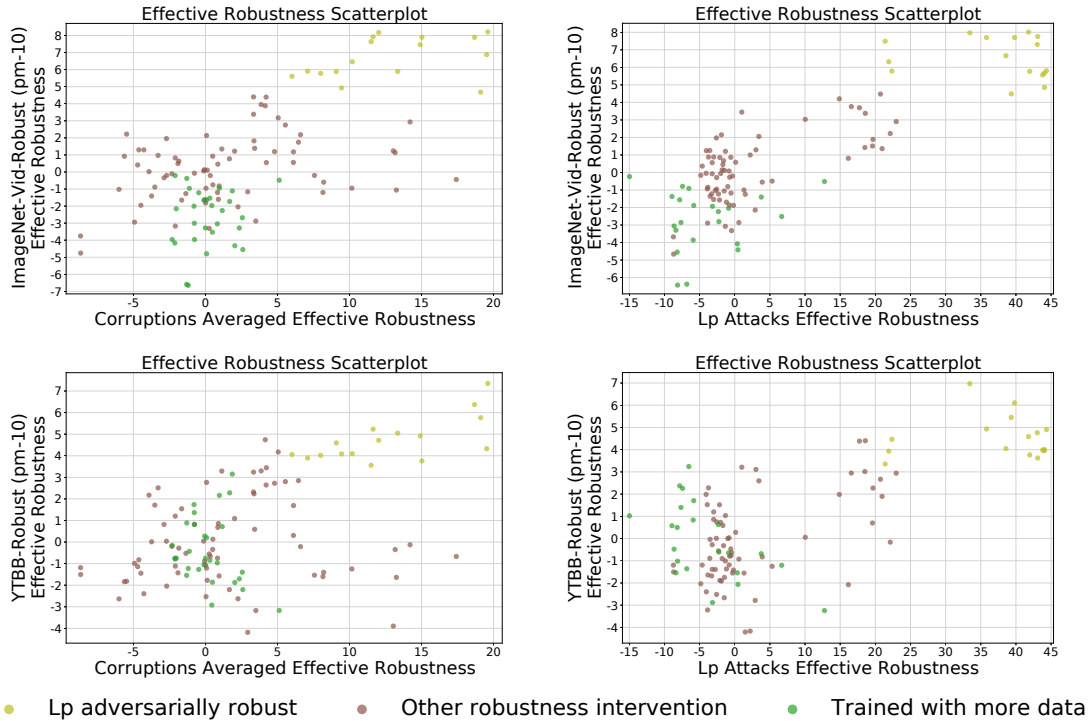 Effective Robustness Scatterplot
ImageNet-Vid-Robust (pm-10)
Effective Robustness
8
7
6
5
4
3
2
1
0
-1
-2
-3
-4
-5
-6
-7
-5 0 5 10 15 20
Corruptions Averaged Effective Robustness
Effective Robustness Scatterplot
ImageNet-Vid-Robust (pm-10)
Effective Robustness
8
7
6
5
4
3
2
1
0
-1
-2
-3
-4
-5
-6
-15 -10 -5 0 5 10 15 20 25 30 35 40 45
Lp Attacks Effective Robustness
Effective Robustness Scatterplot
YTBB-Robust (pm-10)
Effective Robustness
7
6
5
4
3
2
1
0
-1
-2
-3
-4
-5 0 5 10 15 20
Corruptions Averaged Effective Robustness
Effective Robustness Scatterplot
YTBB-Robust (pm-10)
Effective Robustness
7
6
5
4
3
2
1
0
-1
-2
-3
-4
-15 -10 -5 0 5 10 15 20 25 30 35 40 45
Lp Attacks Effective Robustness
Lp adversarially robust Other robustness intervention Trained with more data